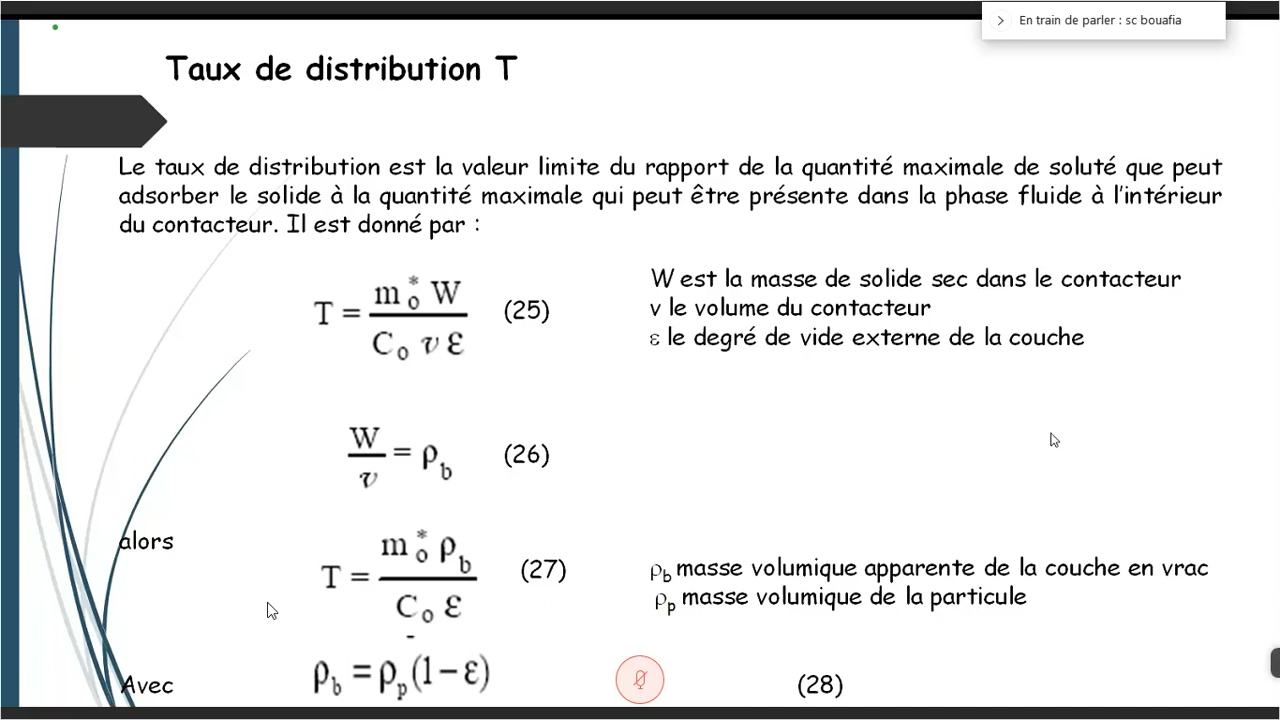 En train de parler : sc bouafia
Taux de distribution T
Le taux de distribution est la valeur limite du rapport de la quantité maximale de soluté que peut
adsorber le solide à la quantité maximale qui peut être présente dans la phase fluide à l'intérieur
du contacteur. Il est donné par :
T = m₀* W / C₀ v ε (25)
W est la masse de solide sec dans le contacteur
v le volume du contacteur
ε le degré de vide externe de la couche
W / v = ρb (26)
alors
T = m₀* ρb / C₀ ε (27)
ρb masse volumique apparente de la couche en vrac
ρp masse volumique de la particule
Avec ρb = ρp (1 – ε) (28)